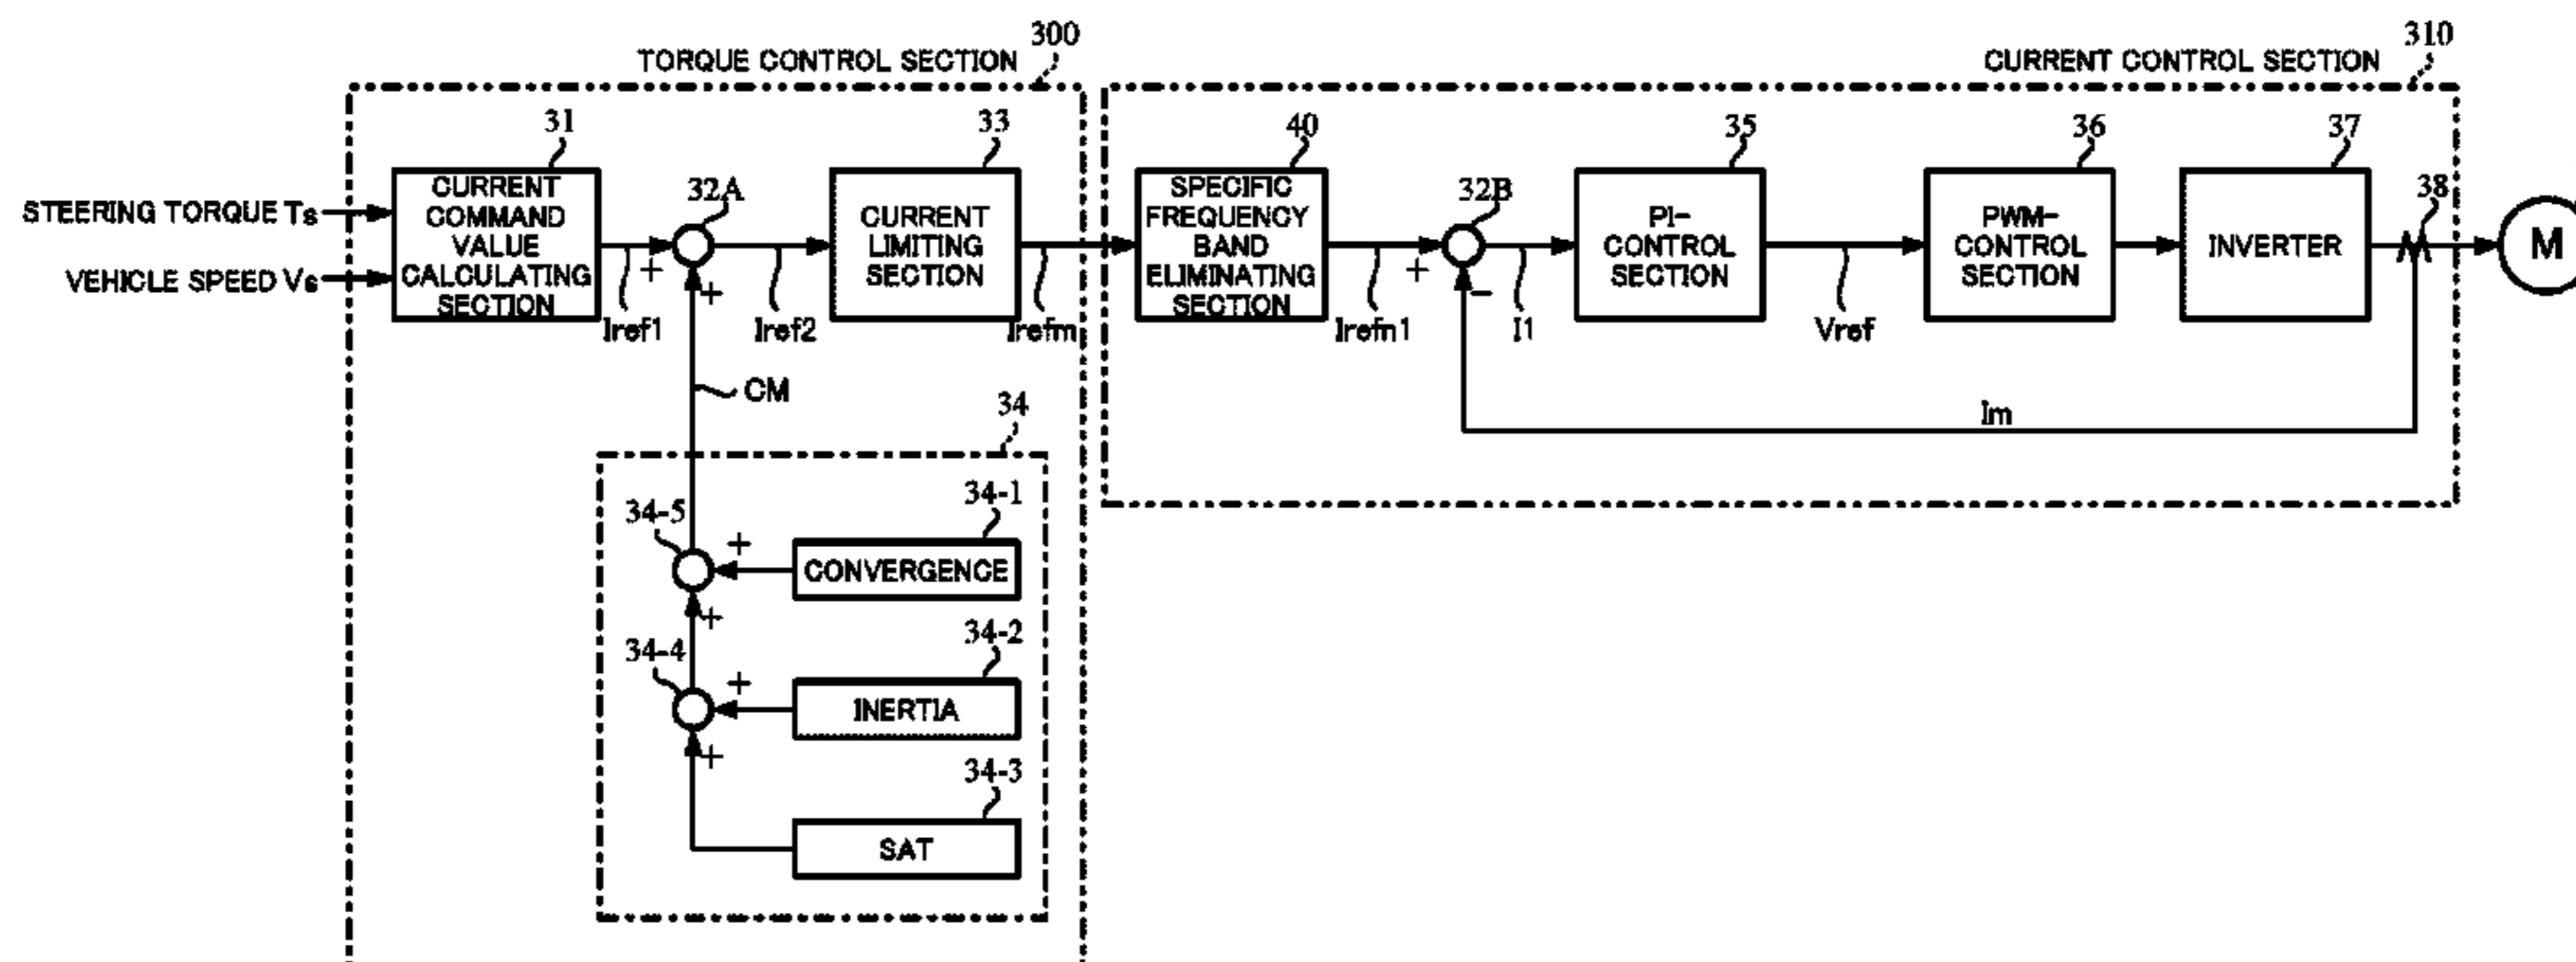 300
TORQUE CONTROL SECTION
310
CURRENT CONTROL SECTION
31
33
40
35
36
37
38
STEERING TORQUE Ts
VEHICLE SPEED Vs
CURRENT
COMMAND
VALUE
CALCULATING
SECTION
32A
+
+
Iref1
Iref2
CURRENT
LIMITING
SECTION
Irefm
SPECIFIC
FREQUENCY
BAND
ELIMINATING
SECTION
Irefn1
32B
+
-
I1
PI-
CONTROL
SECTION
Vref
PWM-
CONTROL
SECTION
INVERTER
M
CM
Im
34
34-1
34-5
+
CONVERGENCE
+
34-2
34-4
+
INERTIA
+
34-3
SAT